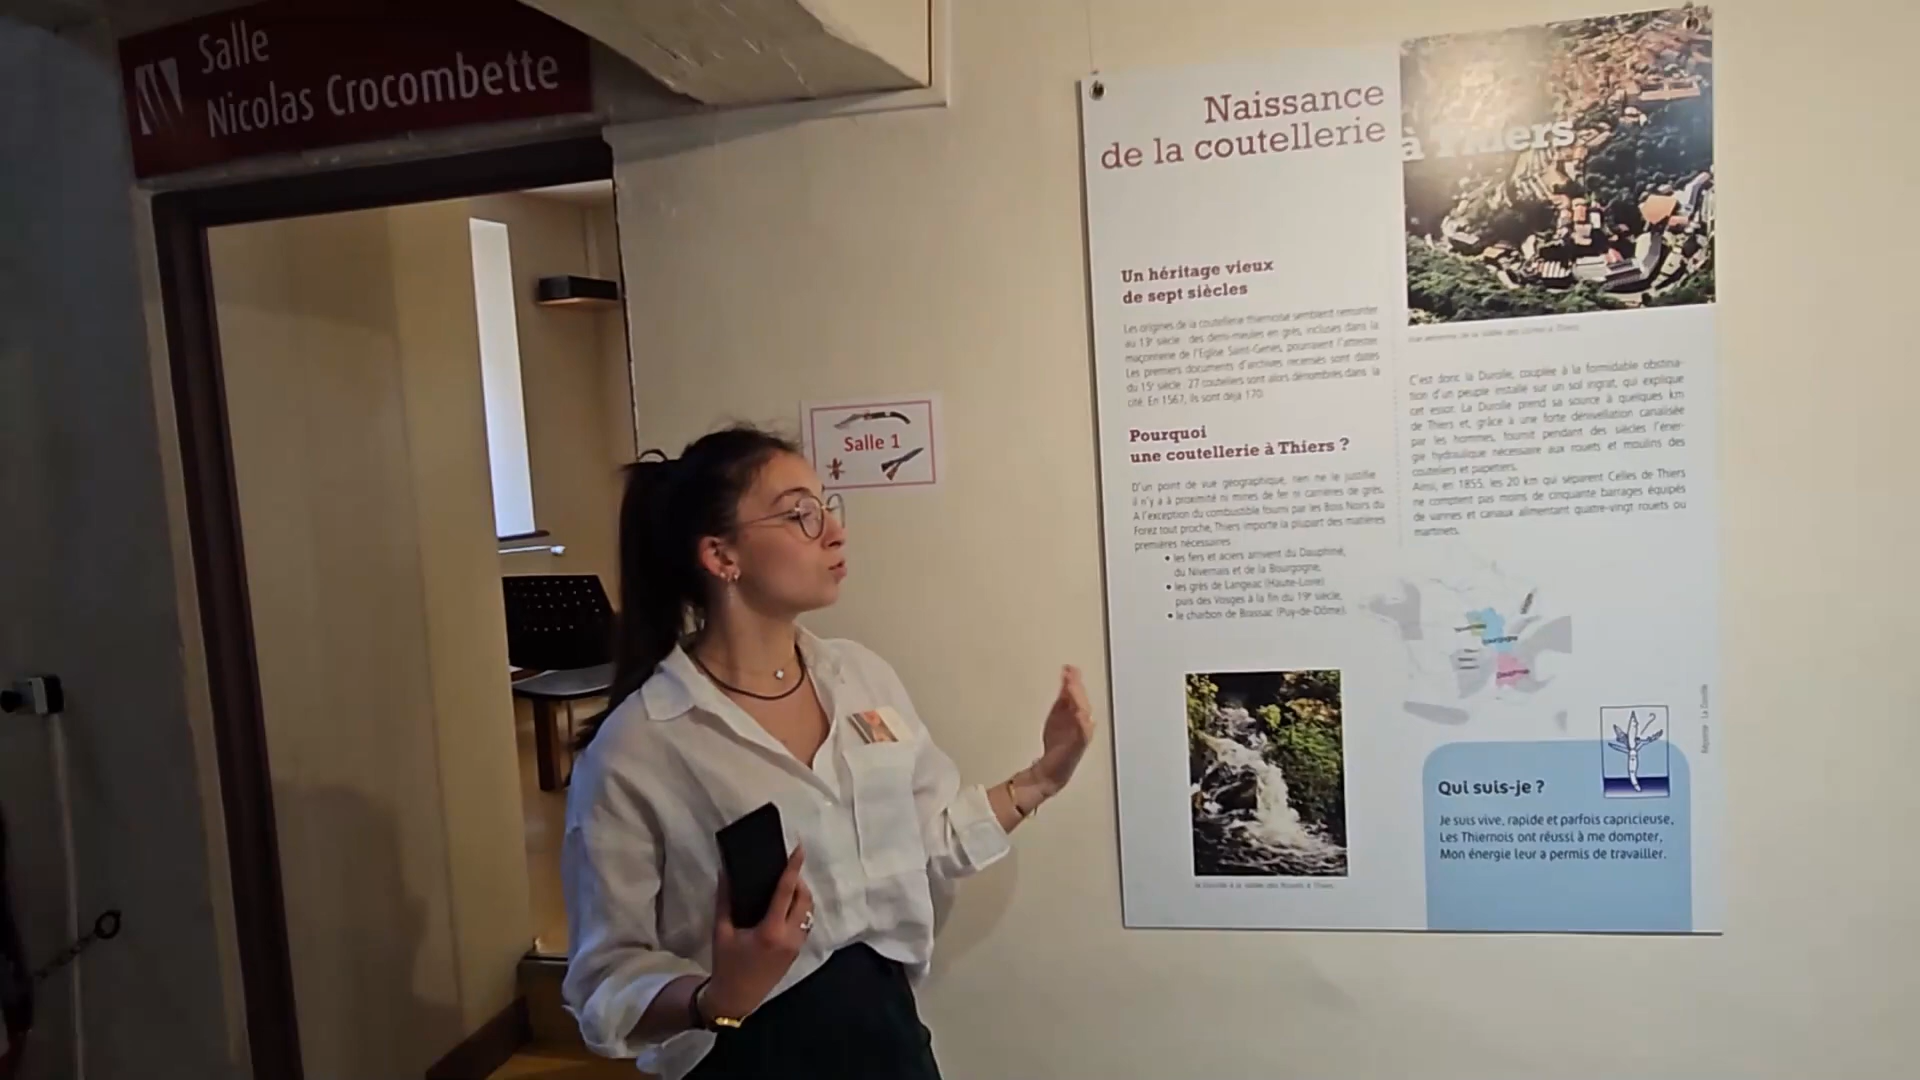 Salle
Nicolas Crocombette
Salle 1
Naissance
de la coutellerie
à Thiers
Un héritage vieux
de sept siècles
Les origines de la coutellerie thiernoise semblent remonter
au 13e siècle : des demi-meules en grès, incluses dans la
maçonnerie de l'Eglise Saint-Genès, pourraient l'attester.
Les premiers documents d'archives recensés sont datés
du 15e siècle : 27 couteliers sont alors dénombrés dans la
cité. En 1567, ils sont déjà 170.
Pourquoi
une coutellerie à Thiers ?
D'un point de vue géographique, rien ne le justifie :
il n'y a à proximité ni mines de fer ni carrières de grès.
A l'exception du combustible fourni par les Bois Noirs du
Forez tout proche, Thiers importe la plupart des matières
premières nécessaires :
• les fers et aciers arrivent du Dauphiné,
du Nivernais et de la Bourgogne,
• les grès de Langeac (Haute-Loire)
puis des Vosges à la fin du 19e siècle,
• le charbon de Brassac (Puy-de-Dôme).
C'est donc la Durolle, couplée à la formidable obstina-
tion d'un peuple installé sur un sol ingrat, qui explique
cet essor. La Durolle prend sa source à quelques km
de Thiers et, grâce à une forte dénivellation canalisée
par les hommes, fournit pendant des siècles l'éner-
gie hydraulique nécessaire aux rouets et moulins des
couteliers et papetiers.
Ainsi, en 1855, les 20 km qui séparent Celles de Thiers
ne comptent pas moins de cinquante barrages équipés
de vannes et canaux alimentant quatre-vingt rouets ou
martinets.
Bourgogne
Dauphiné
la Durolle à la Vallée des Rouets à Thiers
Qui suis-je ?
Je suis vive, rapide et parfois capricieuse,
Les Thiernois ont réussi à me dompter,
Mon énergie leur a permis de travailler.
Réponse : La Durolle